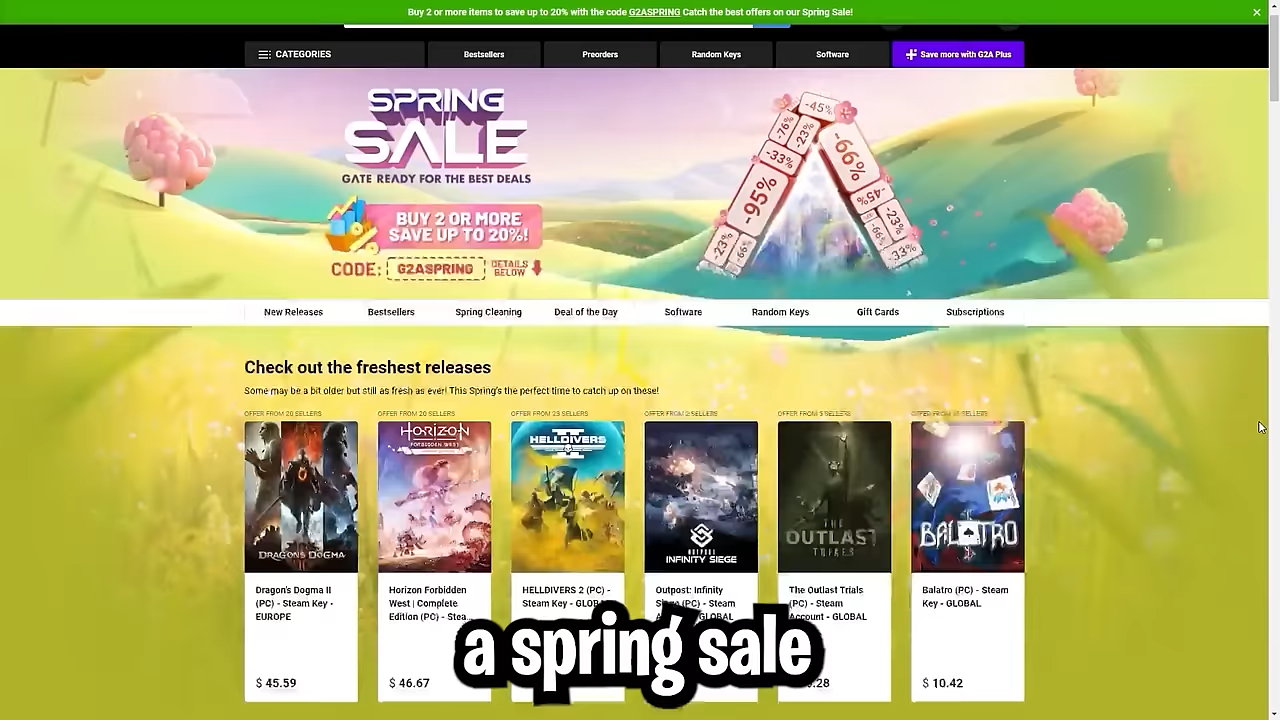 Buy 2 or more items to save up to 20% with the code G2ASPRING Catch the best offers on our Spring Sale!
CATEGORIES
Bestsellers
Preorders
Random Keys
Software
Save more with G2A Plus
SPRING
SALE
GATE READY FOR THE BEST DEALS
BUY 2 OR MORE
SAVE UP TO 20%!
CODE: G2ASPRING
DETAILS
BELOW
-45%
-76%
-23%
-33%
-95%
-23%
-66%
-66%
-45%
-23%
-66%
-33%
New Releases
Bestsellers
Spring Cleaning
Deal of the Day
Software
Random Keys
Gift Cards
Subscriptions
Check out the freshest releases
Some may be a bit older but still as fresh as ever! This Spring's the perfect time to catch up on these!
OFFER FROM 20 SELLERS
OFFER FROM 20 SELLERS
OFFER FROM 23 SELLERS
OFFER FROM 2 SELLERS
OFFER FROM 5 SELLERS
OFFER FROM SELLERS
DRAGON'S DOGMA
HORIZON
FORBIDDEN WEST
HELLDIVERS
II
OUTPOST
INFINITY SIEGE
THE
OUTLAST
TRIALS
BALATRO
Dragon's Dogma II
(PC) - Steam Key -
EUROPE
$ 45.59
Horizon Forbidden
West | Complete
Edition (PC) - Stea...
$ 46.67
HELLDIVERS 2 (PC) -
Steam Key - GLOBAL
Outpost: Infinity
Siege (PC) - Steam
GLOBAL
The Outlast Trials
(PC) - Steam
Account - GLOBAL
.28
Balatro (PC) - Steam
Key - GLOBAL
$ 10.42
a spring sale